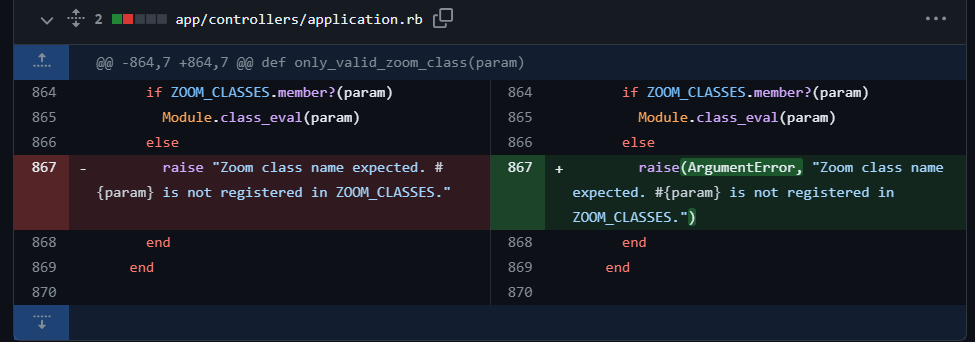 2 app/controllers/application.rb
@@ -864,7 +864,7 @@ def only_valid_zoom_class(param)
864 if ZOOM_CLASSES.member?(param)
865 Module.class_eval(param)
866 else
867 - raise "Zoom class name expected. #
{param} is not registered in ZOOM_CLASSES."
868 end
869 end
870
864 if ZOOM_CLASSES.member?(param)
865 Module.class_eval(param)
866 else
867 + raise(ArgumentError, "Zoom class name
expected. #{param} is not registered in
ZOOM_CLASSES.")
868 end
869 end
870